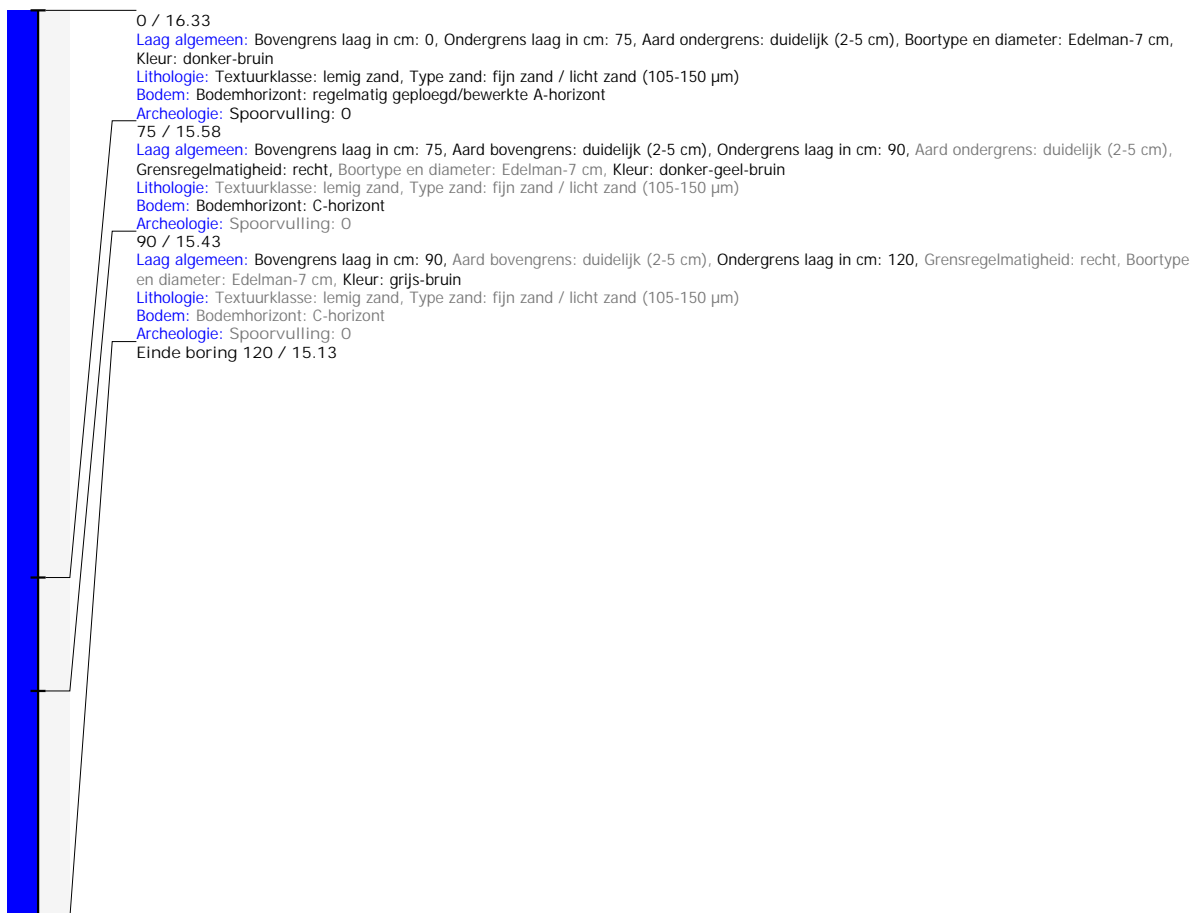 0 / 16.33
Laag algemeen: Bovengrens laag in cm: 0, Ondergrens laag in cm: 75, Aard ondergrens: duidelijk (2-5 cm), Boortype en diameter: Edelman-7 cm,
Kleur: donker-bruin
Lithologie: Textuurklasse: lemig zand, Type zand: fijn zand / licht zand (105-150 µm)
Bodem: Bodemhorizont: regelmatig geploegd/bewerkte A-horizont
Archeologie: Spoorvulling: 0
75 / 15.58
Laag algemeen: Bovengrens laag in cm: 75, Aard bovengrens: duidelijk (2-5 cm), Ondergrens laag in cm: 90, Aard ondergrens: duidelijk (2-5 cm),
Grensregelmatigheid: recht, Boortype en diameter: Edelman-7 cm, Kleur: donker-geel-bruin
Lithologie: Textuurklasse: lemig zand, Type zand: fijn zand / licht zand (105-150 µm)
Bodem: Bodemhorizont: C-horizont
Archeologie: Spoorvulling: 0
90 / 15.43
Laag algemeen: Bovengrens laag in cm: 90, Aard bovengrens: duidelijk (2-5 cm), Ondergrens laag in cm: 120, Grensregelmatigheid: recht, Boortype
en diameter: Edelman-7 cm, Kleur: grijs-bruin
Lithologie: Textuurklasse: lemig zand, Type zand: fijn zand / licht zand (105-150 µm)
Bodem: Bodemhorizont: C-horizont
Archeologie: Spoorvulling: 0
Einde boring 120 / 15.13